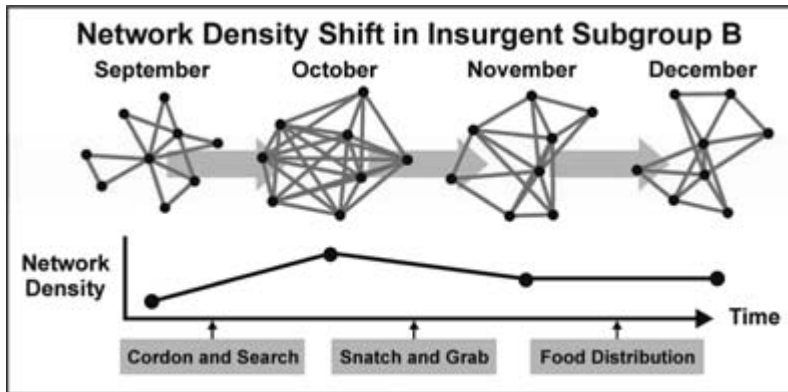 Network Density Shift in Insurgent Subgroup B
September October November December
Network
Density
Time
Cordon and Search Snatch and Grab Food Distribution